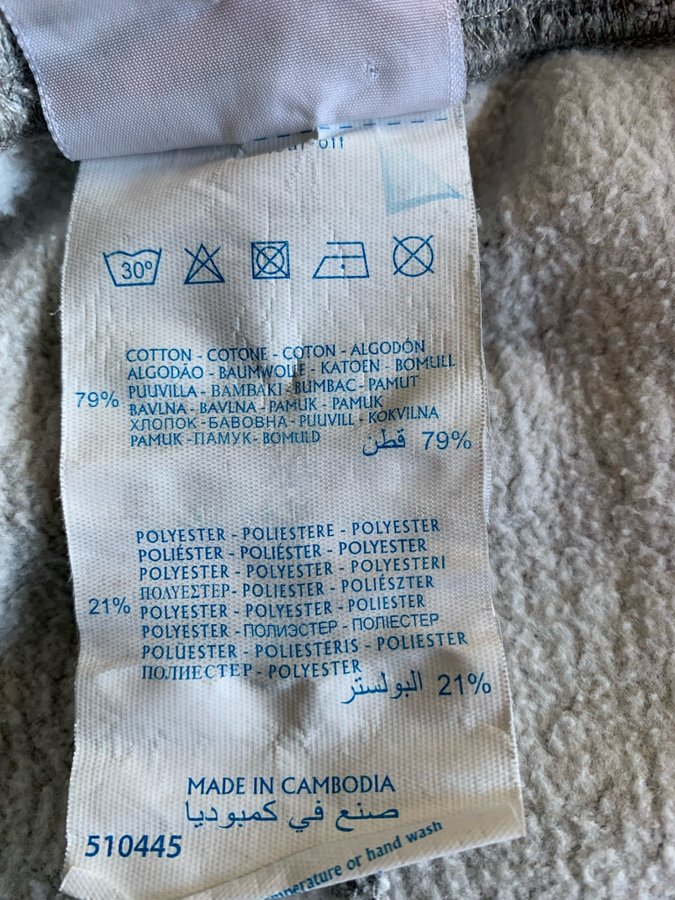 30°
COTTON - COTONE - COTON - ALGODÓN
ALGODÃO - BAUMWOLLE - KATOEN - BOMULL
79% PUUVILLA - BAMBAKI - BUMBAC - PAMUT
BAVLNA - BAVLNA - PAMUK - PAMUK
ХЛОПОК - БАВОВНА - PUUVILL - KOKVILNA
PAMUK - ПАМУК - BOMULD
قطن 79%
POLYESTER - POLIESTERE - POLYESTER
POLIÉSTER - POLIÉSTER - POLYESTER
POLYESTER - POLYESTER - POLYESTERI
ΠΟΛΥΕΣΤΕΡ - POLIESTER - POLIÉSZTER
21% POLYESTER - POLYESTER - POLIESTER
POLYESTER - ПОЛИЭСТЕР - ПОЛІЕСТЕР
POLÜESTER - POLIESTERIS - POLIESTER
ПОЛИЕСТЕР - POLYESTER
البولستر 21%
MADE IN CAMBODIA
صنع في كمبوديا
510445
or hand wash